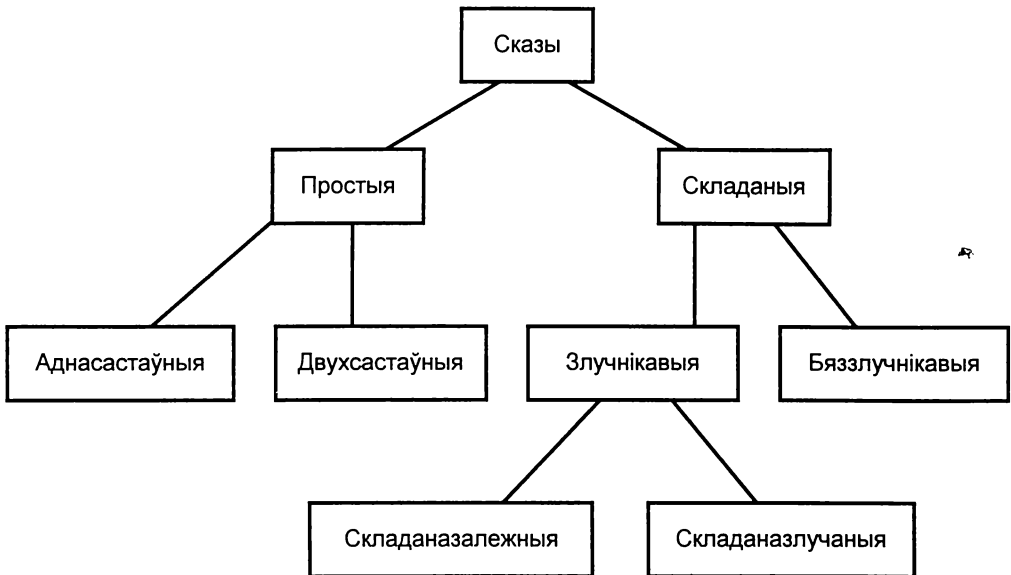 Сказы
Простыя
Складаныя
Аднасастаўныя
Двухсастаўныя
Злучнікавыя
Бяззлучнікавыя
Складаназалежныя
Складаназлучаныя